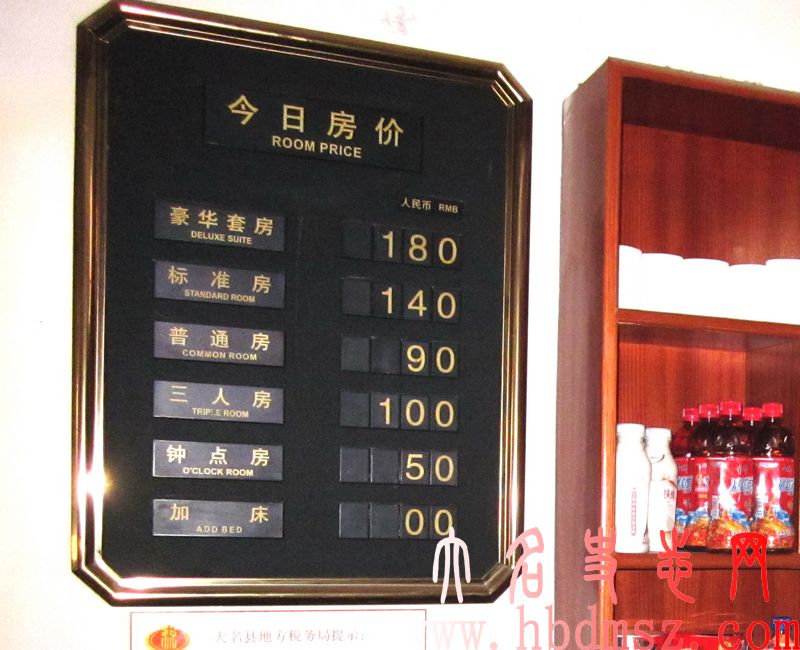 今日房价
ROOM PRICE
人民币 RMB
豪华套房
DELUXE SUITE
180
标准房
STANDARD ROOM
140
普通房
COMMON ROOM
90
三人房
TRIPLE ROOM
100
钟点房
O'CLOCK ROOM
50
加床
ADD BED
00
大名县地方税务局提示:
www.hbdmsz.com